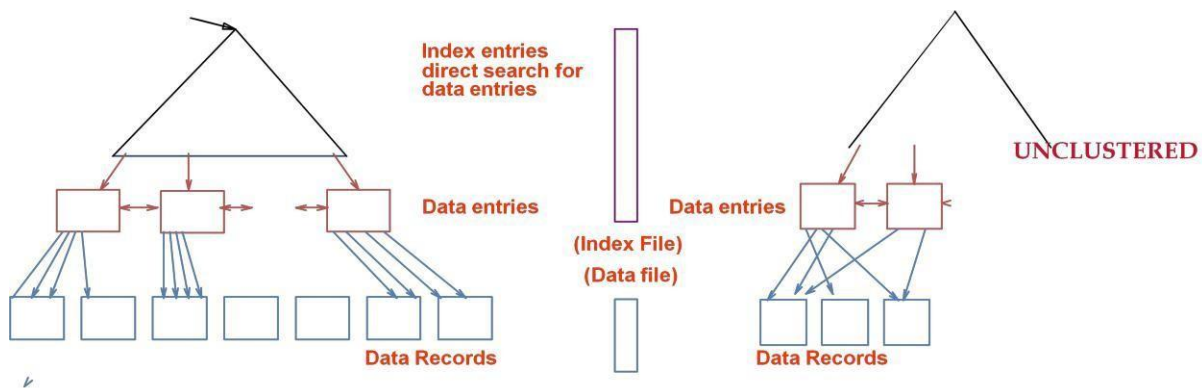 Index entries
direct search for
data entries
UNCLUSTERED
Data entries
Data entries
(Index File)
(Data file)
Data Records
Data Records